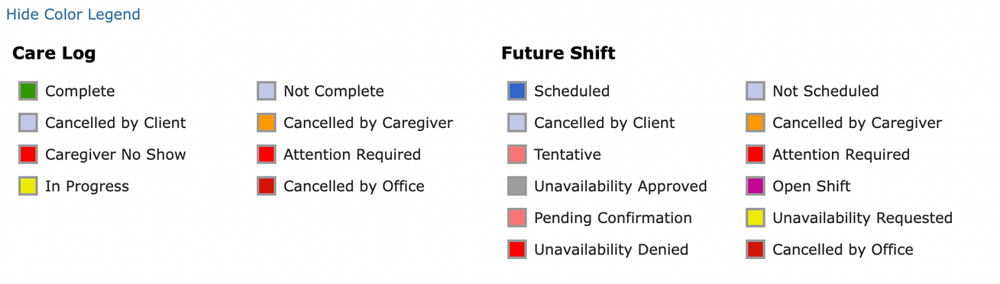 Hide Color Legend
Care Log
Complete
Not Complete
Cancelled by Client
Cancelled by Caregiver
Caregiver No Show
Attention Required
In Progress
Cancelled by Office
Future Shift
Scheduled
Not Scheduled
Cancelled by Client
Cancelled by Caregiver
Tentative
Attention Required
Unavailability Approved
Open Shift
Pending Confirmation
Unavailability Requested
Unavailability Denied
Cancelled by Office